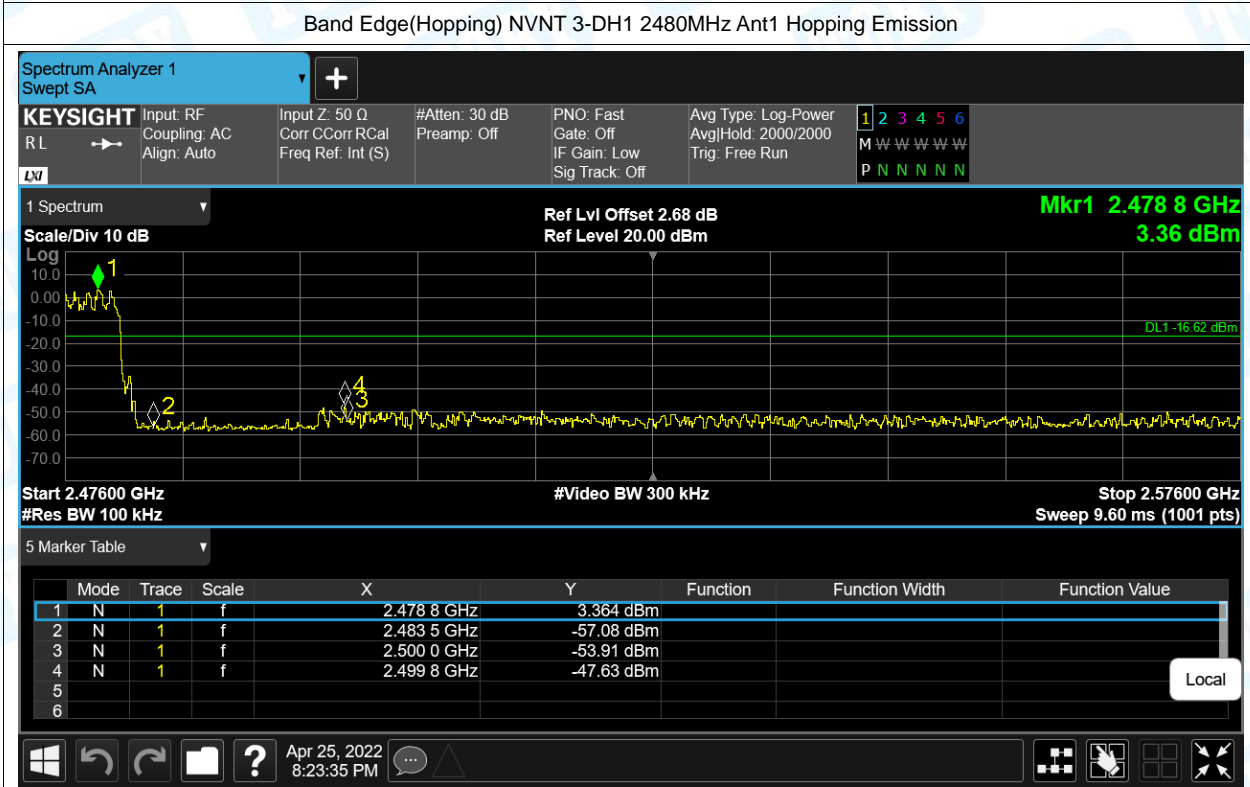 Band Edge(Hopping) NVNT 3-DH1 2480MHz Ant1 Hopping Emission
Spectrum Analyzer 1
Swept SA
+
KEYSIGHT
R L
LXI
Input: RF
Coupling: AC
Align: Auto
Input Z: 50 Ω
Corr CCorr RCal
Freq Ref: Int (S)
#Atten: 30 dB
Preamp: Off
PNO: Fast
Gate: Off
IF Gain: Low
Sig Track: Off
Avg Type: Log-Power
Avg|Hold: 2000/2000
Trig: Free Run
1 2 3 4 5 6
M W W W W W
P N N N N N
1 Spectrum
Scale/Div 10 dB
Ref Lvl Offset 2.68 dB
Ref Level 20.00 dBm
Mkr1 2.478 8 GHz
3.36 dBm
Log
10.0
0.00
-10.0
-20.0
-30.0
-40.0
-50.0
-60.0
-70.0
1
2
4
3
DL1 -16.62 dBm
Start 2.47600 GHz
#Video BW 300 kHz
Stop 2.57600 GHz
#Res BW 100 kHz
Sweep 9.60 ms (1001 pts)
5 Marker Table
Mode Trace Scale X Y Function Function Width Function Value
1 N 1 f 2.478 8 GHz 3.364 dBm
2 N 1 f 2.483 5 GHz -57.08 dBm
3 N 1 f 2.500 0 GHz -53.91 dBm
4 N 1 f 2.499 8 GHz -47.63 dBm
5
6
Local
?
Apr 25, 2022
8:23:35 PM